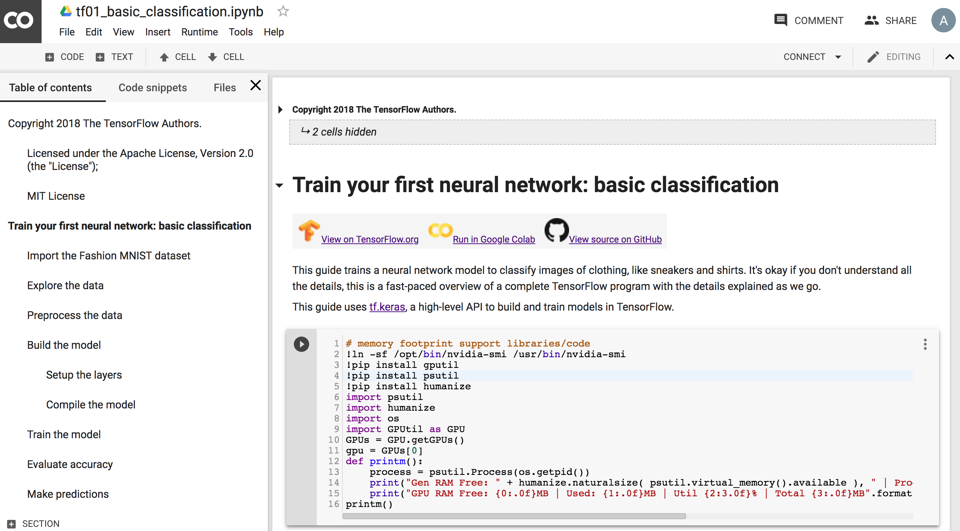 CO
tf01_basic_classification.ipynb
File Edit View Insert Runtime Tools Help
COMMENT SHARE A
CODE TEXT CELL CELL
CONNECT EDITING
Table of contents Code snippets Files
Copyright 2018 The TensorFlow Authors.
Licensed under the Apache License, Version 2.0
(the "License");
MIT License
Train your first neural network: basic classification
Import the Fashion MNIST dataset
Explore the data
Preprocess the data
Build the model
Setup the layers
Compile the model
Train the model
Evaluate accuracy
Make predictions
SECTION
Copyright 2018 The TensorFlow Authors.
2 cells hidden
Train your first neural network: basic classification
View on TensorFlow.org CO Run in Google Colab View source on GitHub
This guide trains a neural network model to classify images of clothing, like sneakers and shirts. It's okay if you don't understand all
the details, this is a fast-paced overview of a complete TensorFlow program with the details explained as we go.
This guide uses tf.keras, a high-level API to build and train models in TensorFlow.
1 # memory footprint support libraries/code
2 !ln -sf /opt/bin/nvidia-smi /usr/bin/nvidia-smi
3 !pip install gputil
4 !pip install psutil
5 !pip install humanize
6 import psutil
7 import humanize
8 import os
9 import GPUtil as GPU
10 GPUs = GPU.getGPUs()
11 gpu = GPUs[0]
12 def printm():
13 process = psutil.Process(os.getpid())
14 print("Gen RAM Free: " + humanize.naturalsize( psutil.virtual_memory().available ), " | Pro
15 print("GPU RAM Free: {0:.0f}MB | Used: {1:.0f}MB | Util {2:3.0f}% | Total {3:.0f}MB".format
16 printm()